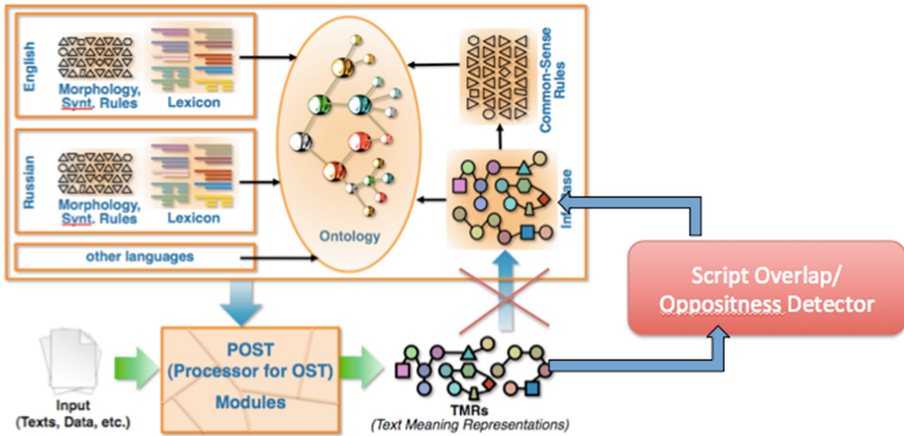 English
Morphology,
Synt. Rules
Lexicon
Russian
Morphology,
Synt. Rules
Lexicon
other languages
Ontology
Common-Sense
Rules
Script Overlap/
Oppositness Detector
Input
(Texts, Data, etc.)
POST
(Processor for OST)
Modules
TMRs
(Text Meaning Representations)